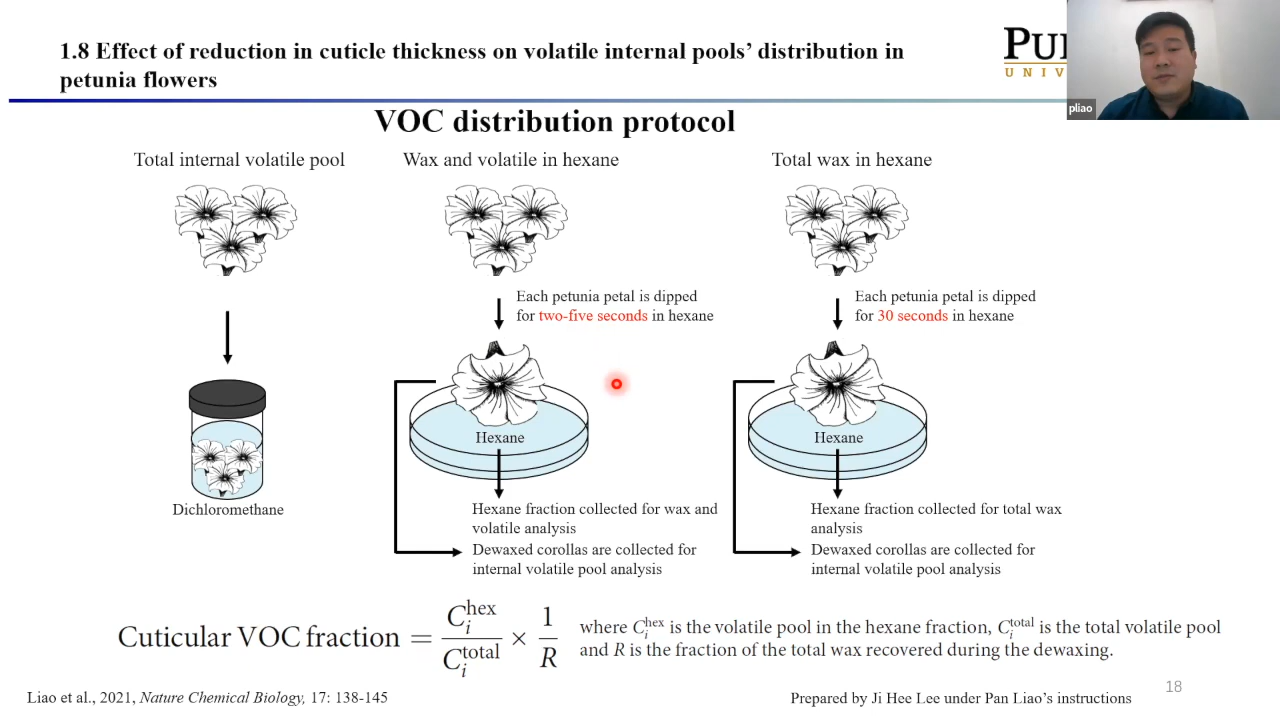 1.8 Effect of reduction in cuticle thickness on volatile internal pools’ distribution in
petunia flowers
pliao
VOC distribution protocol
Total internal volatile pool
Dichloromethane
Wax and volatile in hexane
Each petunia petal is dipped
for two-five seconds in hexane
Hexane
Hexane fraction collected for wax and
volatile analysis
Dewaxed corollas are collected for
internal volatile pool analysis
Total wax in hexane
Each petunia petal is dipped
for 30 seconds in hexane
Hexane
Hexane fraction collected for total wax
analysis
Dewaxed corollas are collected for
internal volatile pool analysis
Cuticular VOC fraction = C_i^hex / C_i^total × 1 / R
where C_i^hex is the volatile pool in the hexane fraction, C_i^total is the total volatile pool
and R is the fraction of the total wax recovered during the dewaxing.
Liao et al., 2021, Nature Chemical Biology, 17: 138-145
Prepared by Ji Hee Lee under Pan Liao’s instructions
18